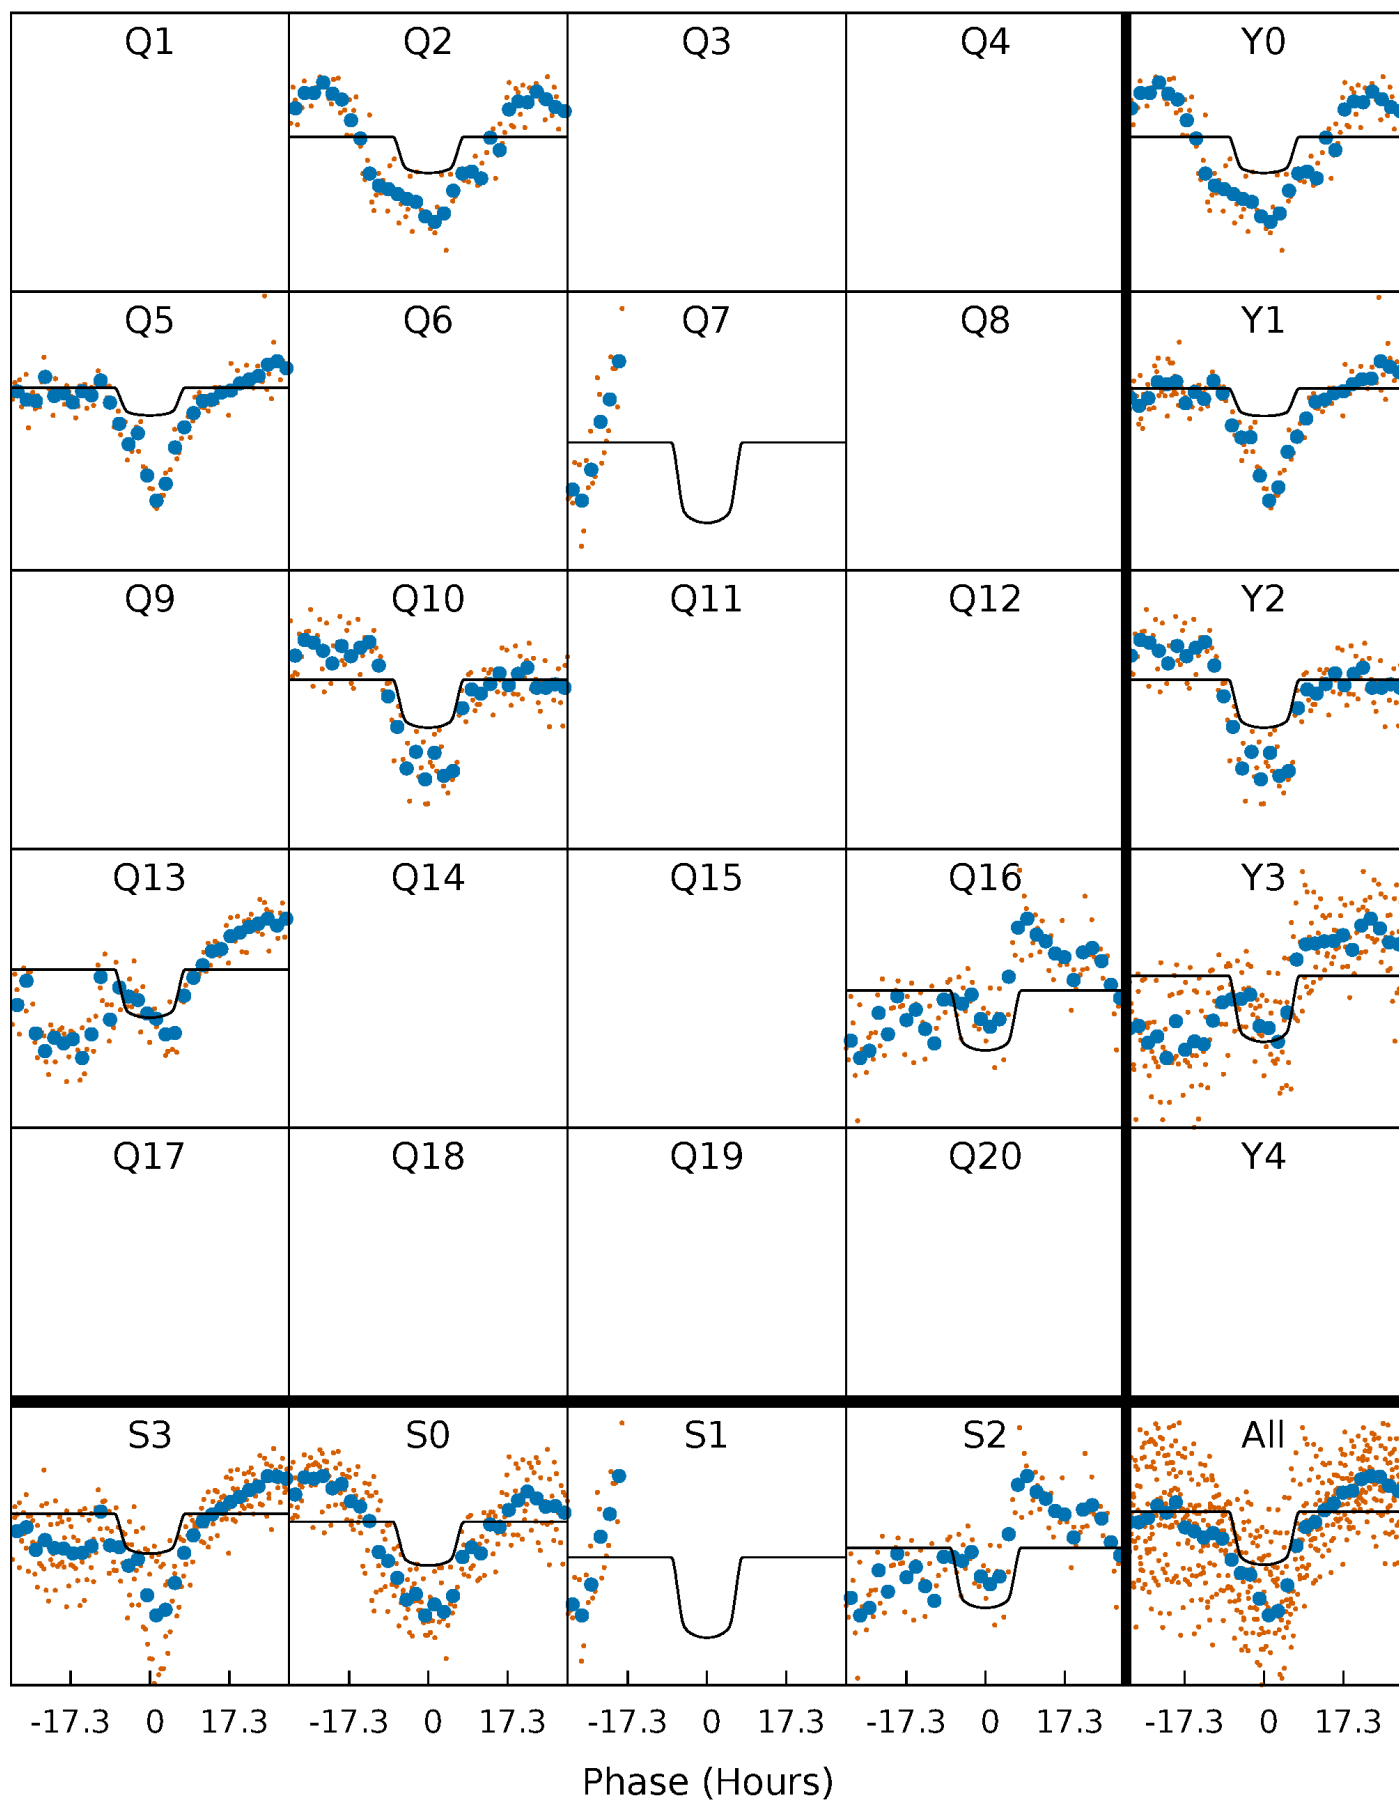 Q1 Q2 Q3 Q4 Y0
Q5 Q6 Q7 Q8 Y1
Q9 Q10 Q11 Q12 Y2
Q13 Q14 Q15 Q16 Y3
Q17 Q18 Q19 Q20 Y4
S3 S0 S1 S2 All
-17.3 0 17.3 -17.3 0 17.3 -17.3 0 17.3 -17.3 0 17.3 -17.3 0 17.3
Phase (Hours)